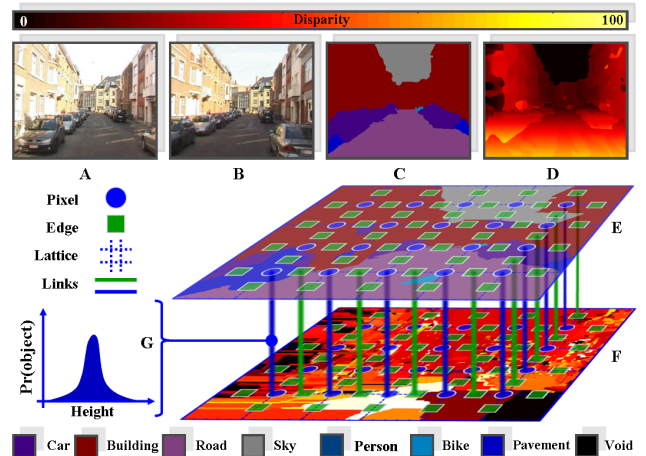 0 Disparity 100
A B C D
Pixel
Edge
Lattice
Links
E
G
F
Pr(object)
Height
Car Building Road Sky Person Bike Pavement Void